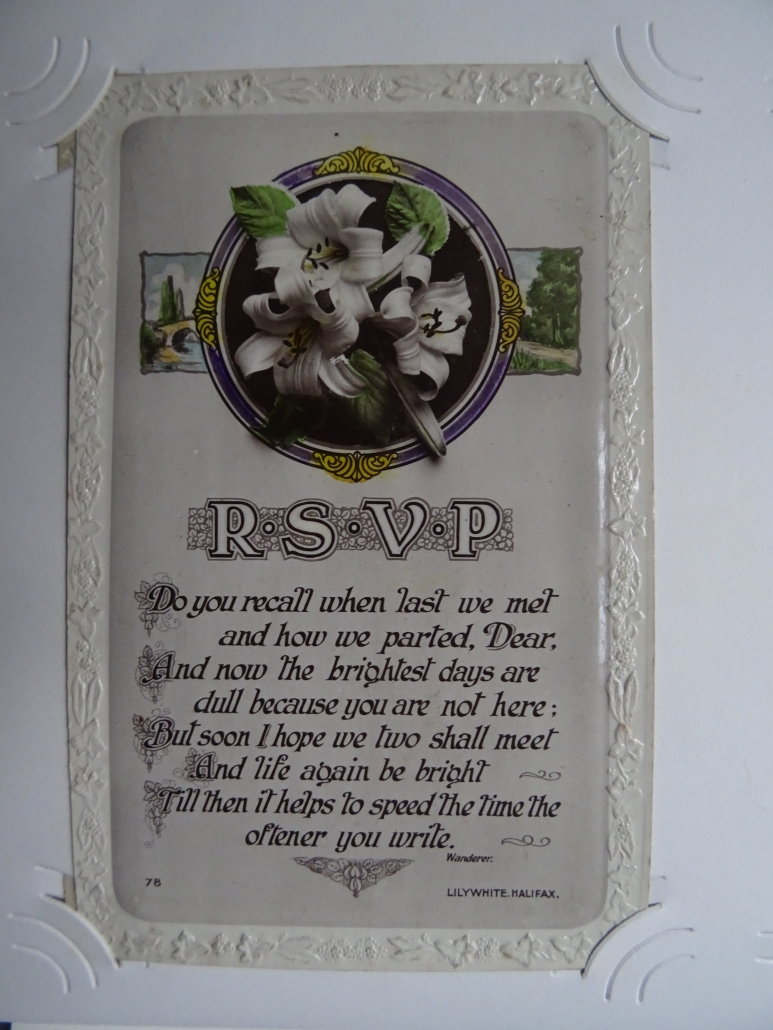 R·S·V·P
Do you recall when last we met
and how we parted, Dear,
And now the brightest days are
dull because you are not here;
But soon I hope we two shall meet
And life again be bright
Till then it helps to speed the time the
oftener you write.
Wanderer.
78
LILYWHITE. HALIFAX.